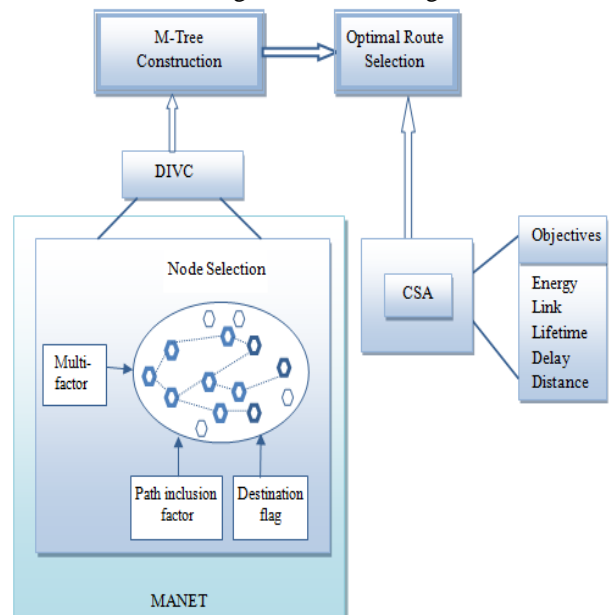 M-Tree
Construction
Optimal Route
Selection
DIVC
Node Selection
Multi-
factor
Path inclusion
factor
Destination
flag
MANET
CSA
Objectives
Energy
Link
Lifetime
Delay
Distance